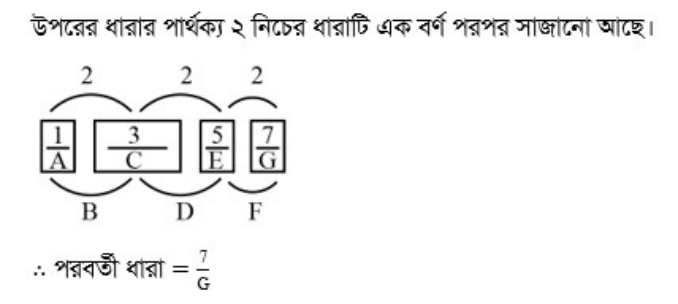 উপরের ধারার পার্থক্য ২ নিচের ধারাটি এক বর্ণ পরপর সাজানো আছে।
2 2 2
1 3 5 7
A C E G
B D F
∴ পরবর্তী ধারা = 7/G